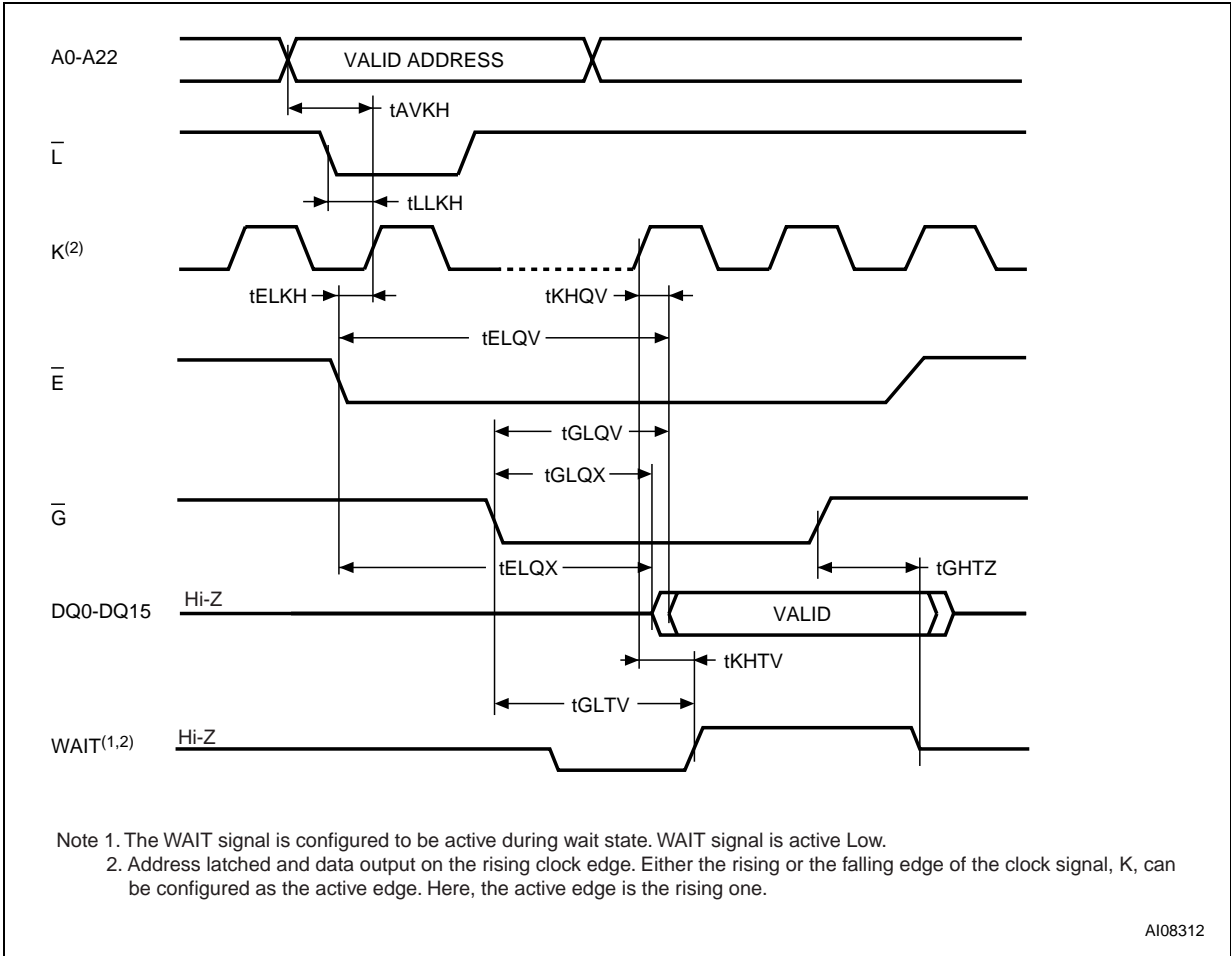 A0-A22
VALID ADDRESS
tAVKH
L̅
tLLKH
K(2)
tELKH
tKHQV
tELQV
E̅
tGLQV
tGLQX
G̅
tELQX
tGHTZ
DQ0-DQ15
Hi-Z
VALID
tKHTV
tGLTV
WAIT(1,2)
Hi-Z
Note 1. The WAIT signal is configured to be active during wait state. WAIT signal is active Low.
2. Address latched and data output on the rising clock edge. Either the rising or the falling edge of the clock signal, K, can
be configured as the active edge. Here, the active edge is the rising one.
AI08312